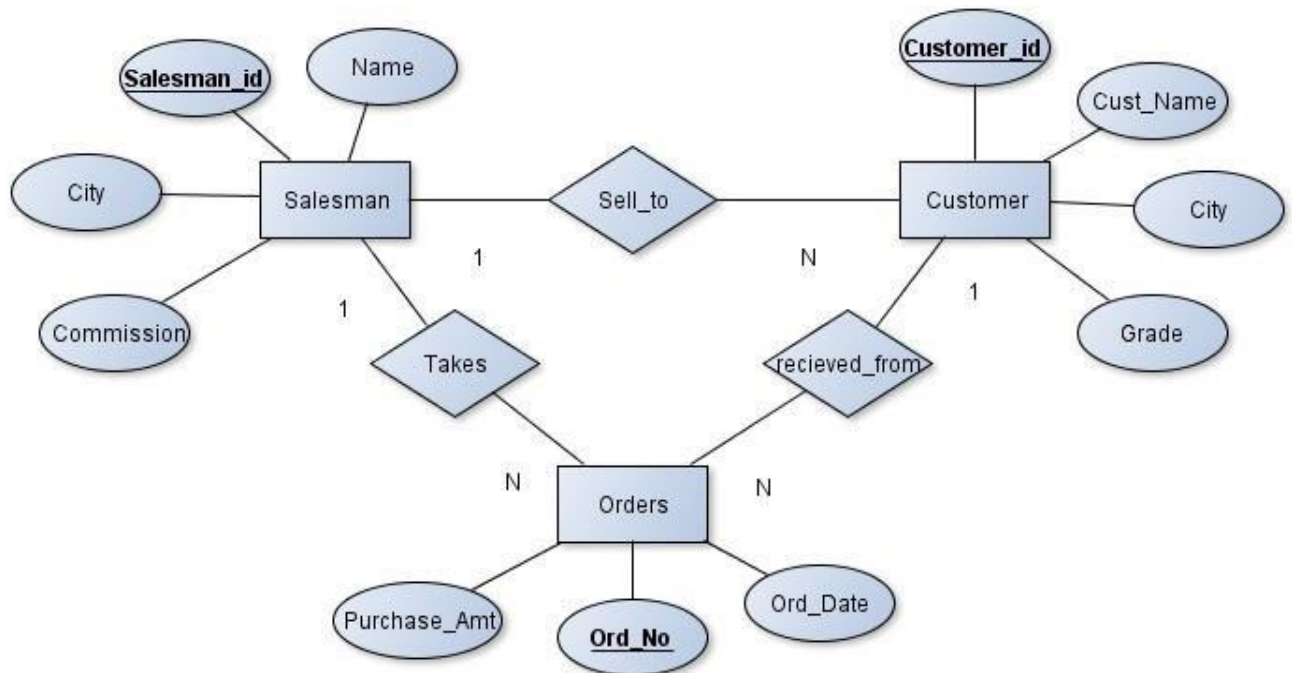 Customer_id
Name
Salesman_id
Cust_Name
City
Salesman
Sell_to
Customer
City
1
N
1
1
Commission
Grade
Takes
recieved_from
N
N
Orders
Purchase_Amt
Ord_No
Ord_Date